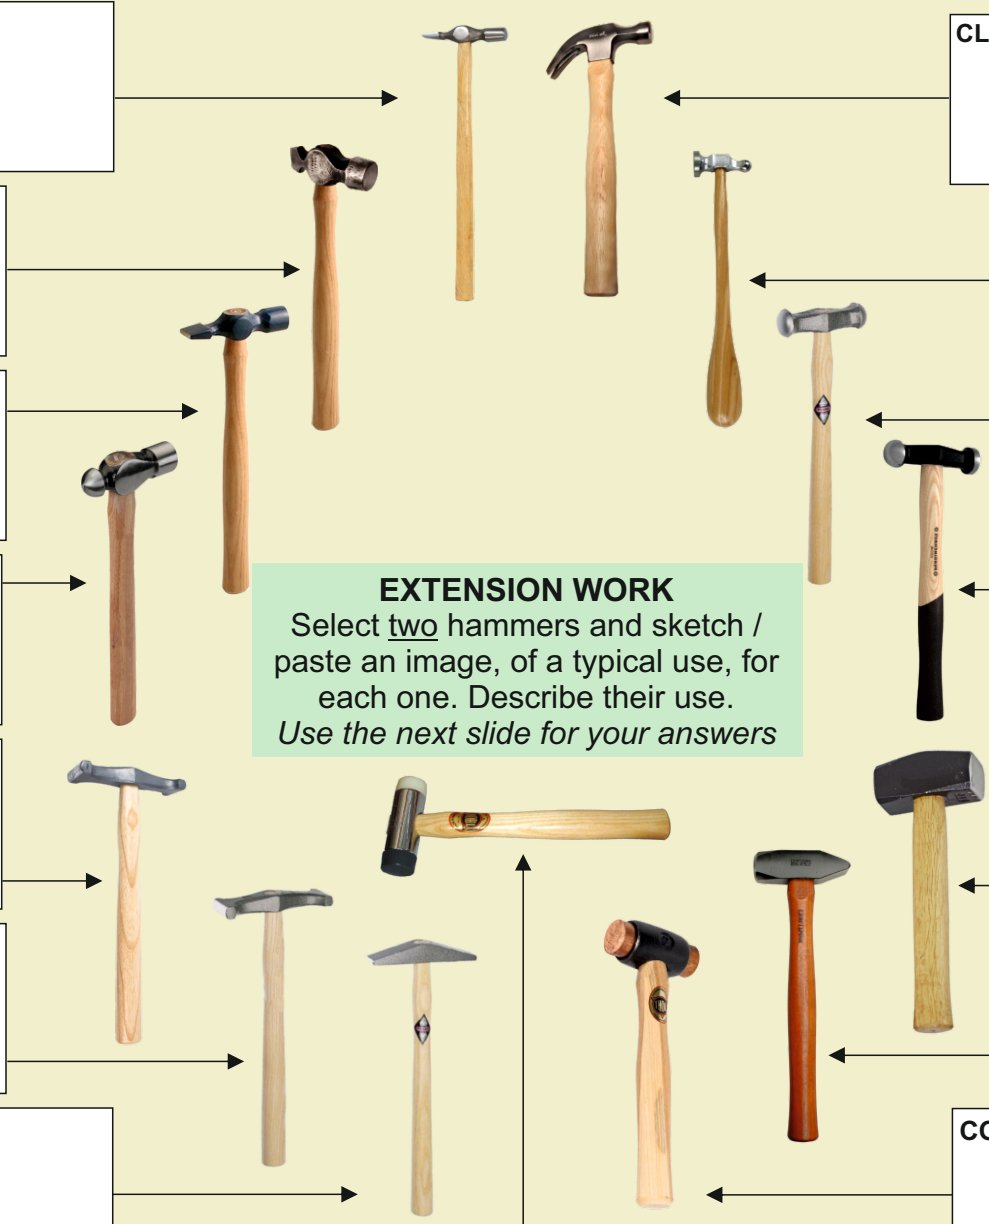 CL
EXTENSION WORK
Select two hammers and sketch /
paste an image, of a typical use, for
each one. Describe their use.
Use the next slide for your answers
CO